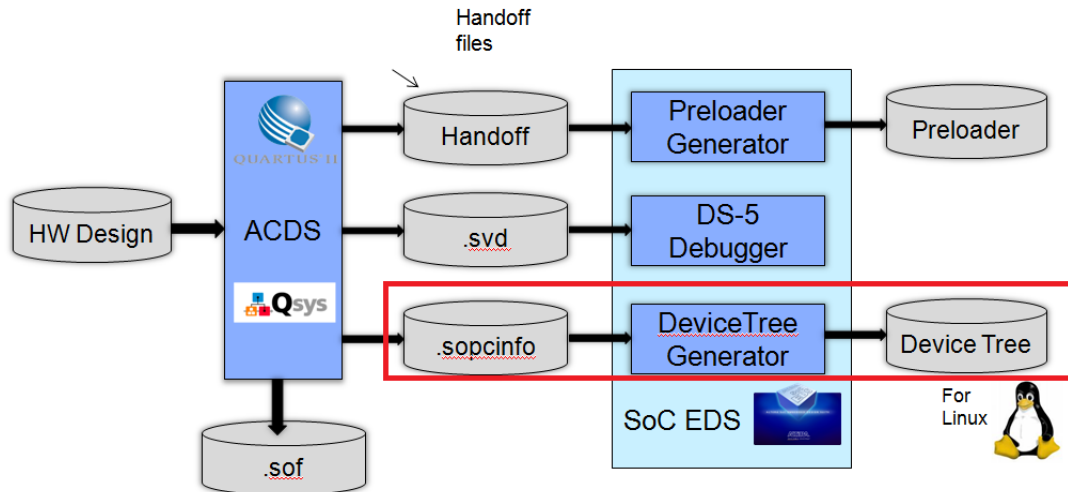 Handoff
files
QUARTUS II
Handoff
Preloader
Generator
Preloader
HW Design
ACDS
.svd
DS-5
Debugger
Qsys
.sopcinfo
DeviceTree
Generator
Device Tree
For
Linux
SoC EDS
.sof